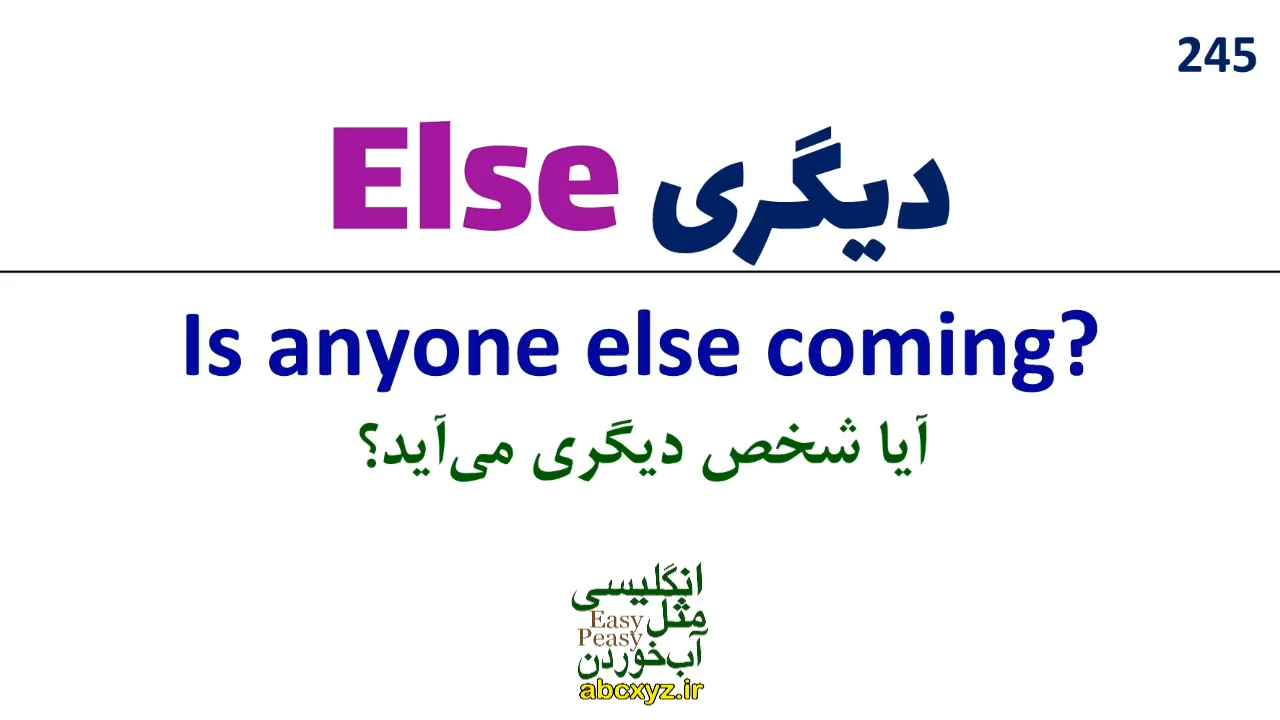 245
Else دیگری
Is anyone else coming?
آیا شخص دیگری می‌آید؟
انگلیسی
مثل Easy
Peasy
آب‌خوردن
abcxyz.ir